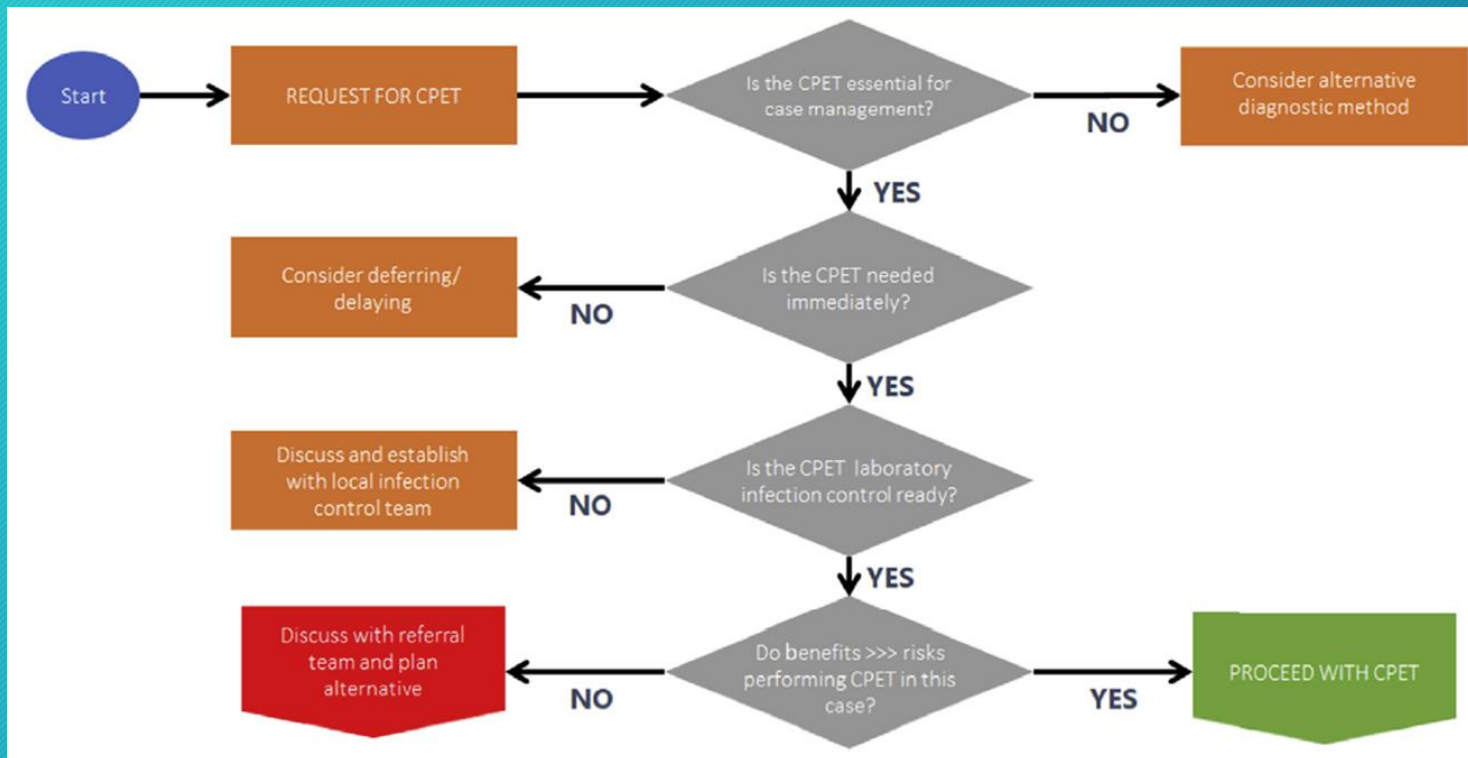 Start
REQUEST FOR CPET
Is the CPET essential for
case management?
NO
Consider alternative
diagnostic method
YES
Consider deferring/
delaying
NO
Is the CPET needed
immediately?
YES
Discuss and establish
with local infection
control team
NO
Is the CPET laboratory
infection control ready?
YES
Discuss with referral
team and plan
alternative
NO
Do benefits >>> risks
performing CPET in this
case?
YES
PROCEED WITH CPET